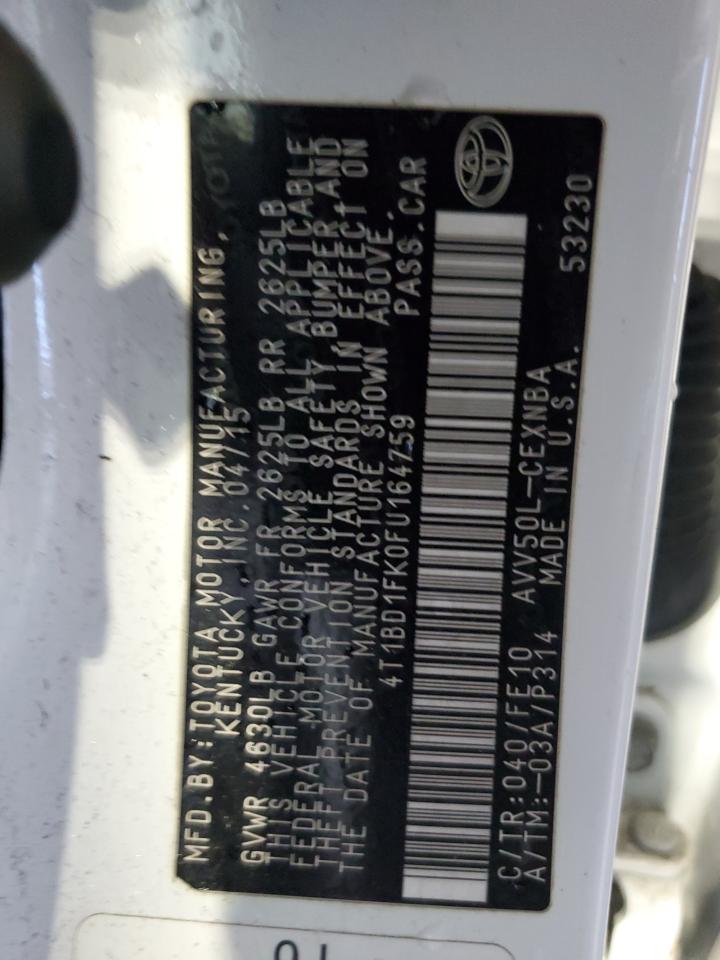 MFD.BY:TOYOTA MOTOR MANUFACTURING,
KENTUCKY,INC.04/15
GVWR 4630LB GAWR FR 2625LB RR 2625LB
THIS VEHICLE CONFORMS TO ALL APPLICABLE
FEDERAL MOTOR VEHICLE SAFETY,BUMPER,AND
THEFT PREVENTION STANDARDS IN EFFECT ON
THE DATE OF MANUFACTURE SHOWN ABOVE.
4T1BD1FK0FU164759 PASS.CAR
C/TR:040/FE10 AVV50L-CEXNBA 53230
A/TM:-03A/P314 MADE IN U.S.A.